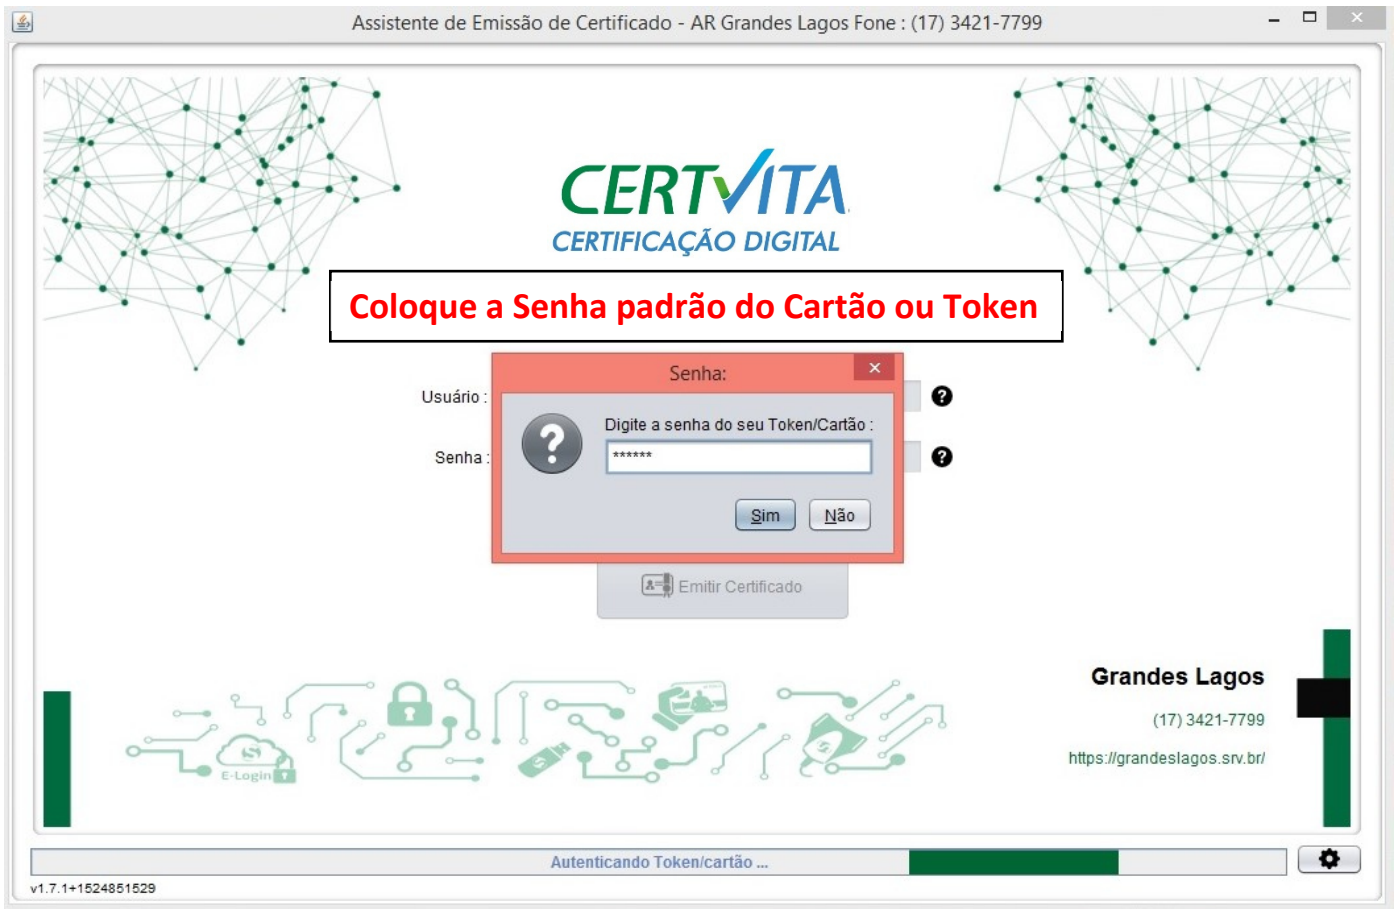 Assistente de Emissão de Certificado - AR Grandes Lagos Fone : (17) 3421-7799
CERTVITA
CERTIFICAÇÃO DIGITAL
Coloque a Senha padrão do Cartão ou Token
Senha:
Usuário :
Digite a senha do seu Token/Cartão :
Senha :
******
Sim
Não
Emitir Certificado
Grandes Lagos
(17) 3421-7799
https://grandeslagos.srv.br/
E-Login
Autenticando Token/cartão ...
v1.7.1+1524851529